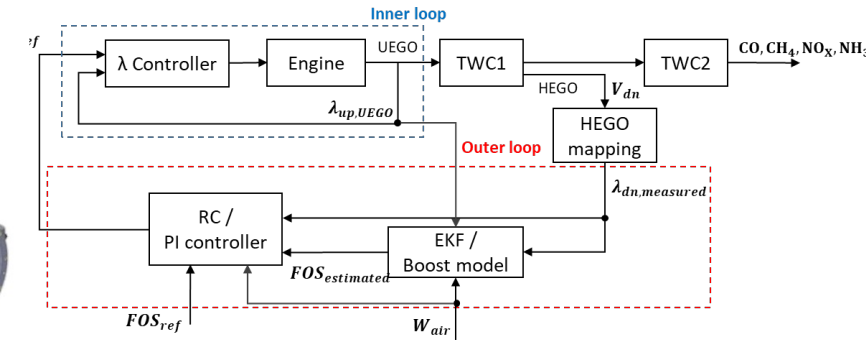 Inner loop
ef
λ Controller
Engine
UEGO
TWC1
TWC2
CO, CH₄, NOₓ, NH₃
λup,UEGO
HEGO
Vdn
HEGO
mapping
Outer loop
λdn,measured
RC /
PI controller
EKF /
Boost model
FOSestimated
FOSref
Wair